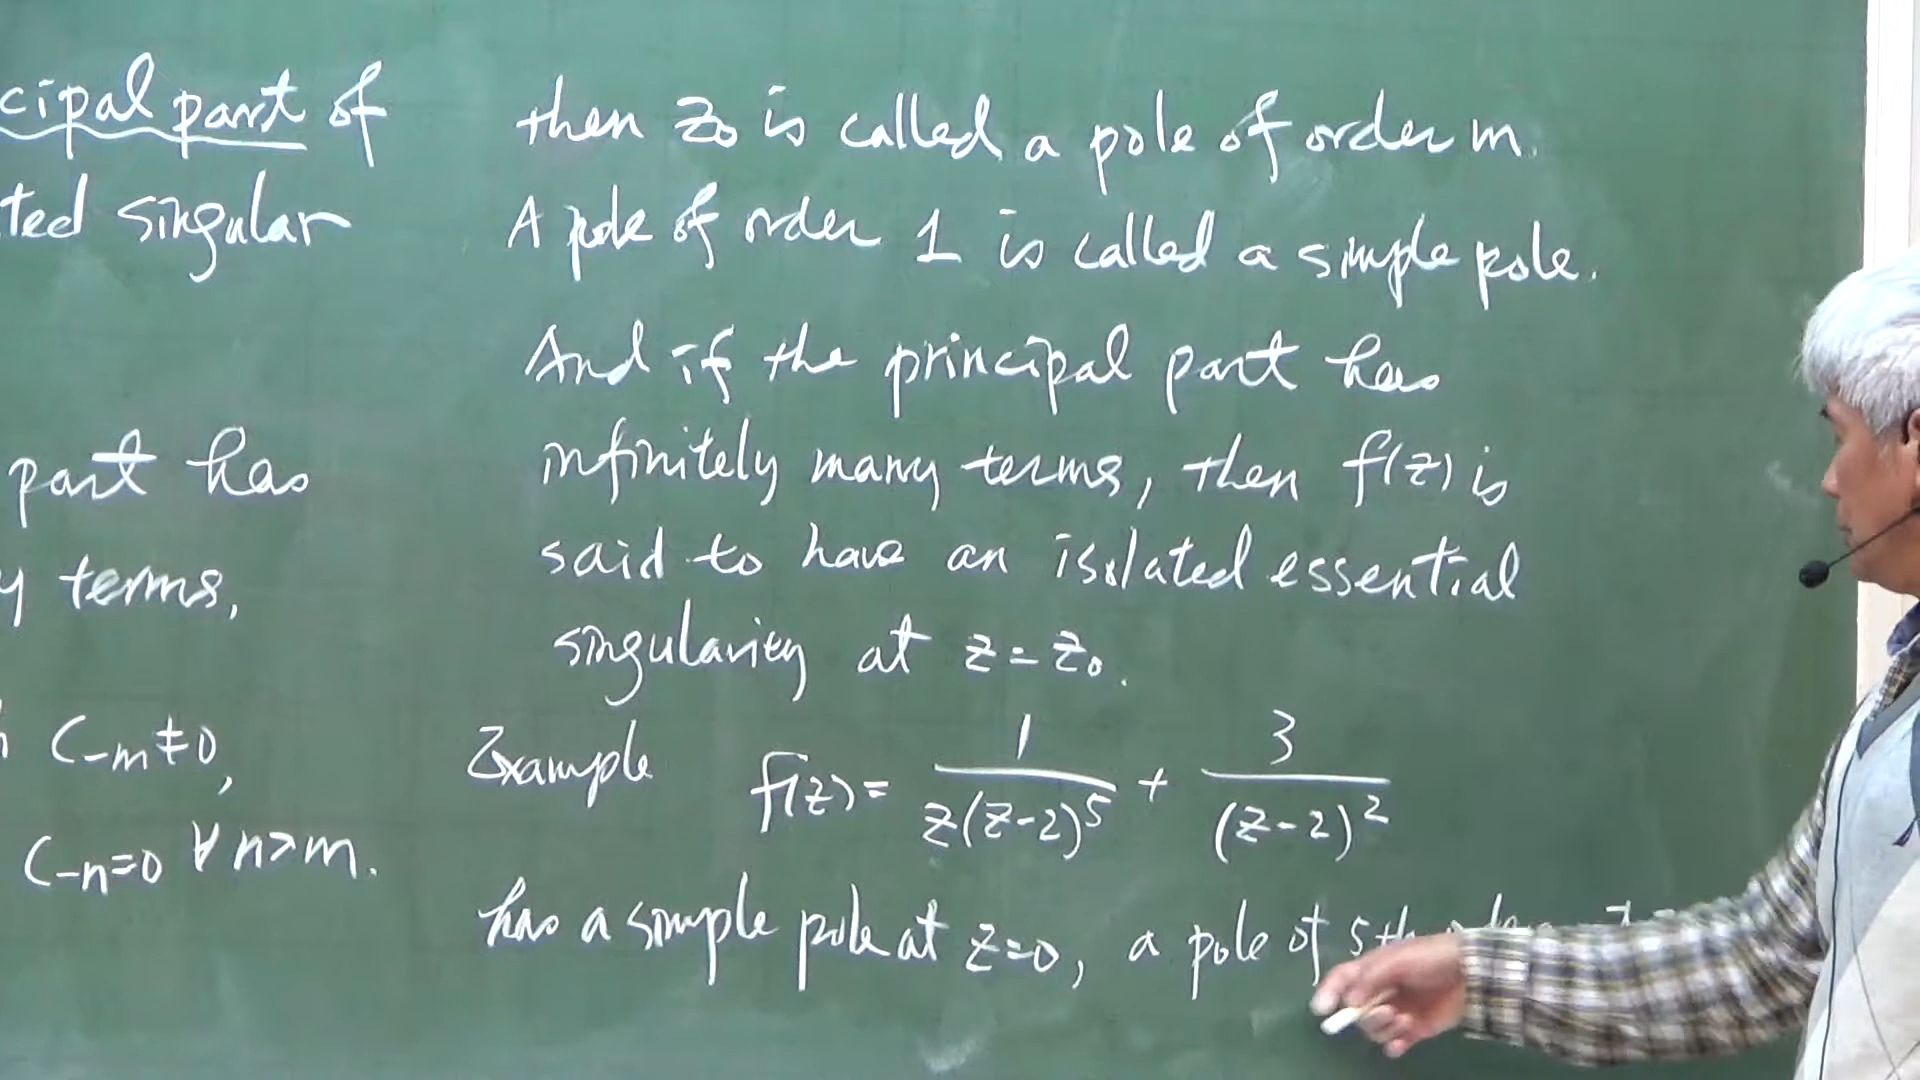 cipal part of
ted singular
part has
y terms,
C-m≠0,
C-n=0 ∀ n>m.
then z₀ is called a pole of order m.
A pole of order 1 is called a simple pole.
And if the principal part has
infinitely many terms, then f(z) is
said to have an isolated essential
singularity at z=z₀.
Example f(z)= 1/(z(z-2)⁵) + 3/(z-2)²
has a simple pole at z=0, a pole of 5th